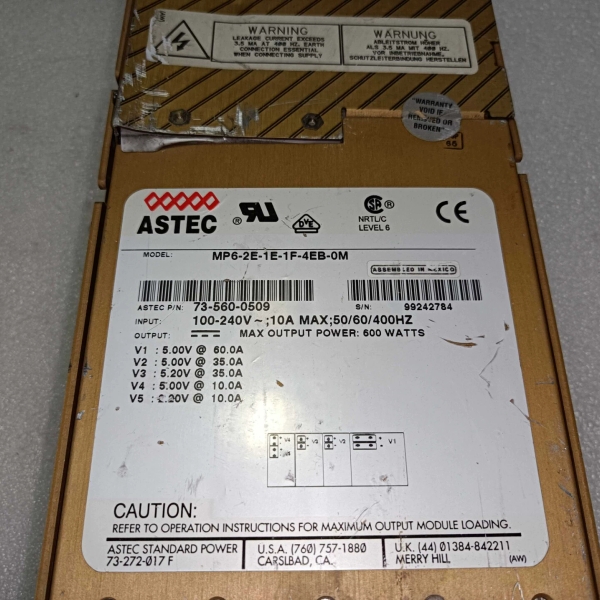 WARNING
LEAKAGE CURRENT EXCEEDS
3.5 MA AT 400 HZ, EARTH
CONNECTION ESSENTIAL
WHEN CONNECTING SUPPLY
WARNUNG
ABLEITSTROM HÖHER
ALS 3.5 MA MIT 400 HZ.
VOR INBETRIEBNAHME,
SCHUTZLEITERBINDUNG HERSTELLEN
"WARRANTY
VOID IF
REMOVED OR
BROKEN"
ASTEC
NRTL/C
LEVEL 6
CE
MODEL: MP6-2E-1E-1F-4EB-0M
ASSEMBLED IN MEXICO
ASTEC P/N: 73-560-0509 S/N: 99242784
INPUT: 100-240V ~;10A MAX;50/60/400HZ
OUTPUT: MAX OUTPUT POWER: 600 WATTS
V1 : 5.00V @ 60.0A
V2 : 5.00V @ 35.0A
V3 : 5.20V @ 35.0A
V4 : 5.00V @ 10.0A
V5 : @ 10.0A
V4 V3 V2 V1
V5
CAUTION:
REFER TO OPERATION INSTRUCTIONS FOR MAXIMUM OUTPUT MODULE LOADING.
ASTEC STANDARD POWER U.S.A. (760) 757-1880 U.K. (44) 01384-842211
73-272-017 F CARSLBAD, CA. MERRY HILL (AW)